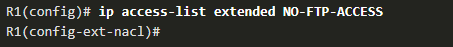 R1(config)# ip access-list extended NO-FTP-ACCESS
R1(config-ext-nacl)#